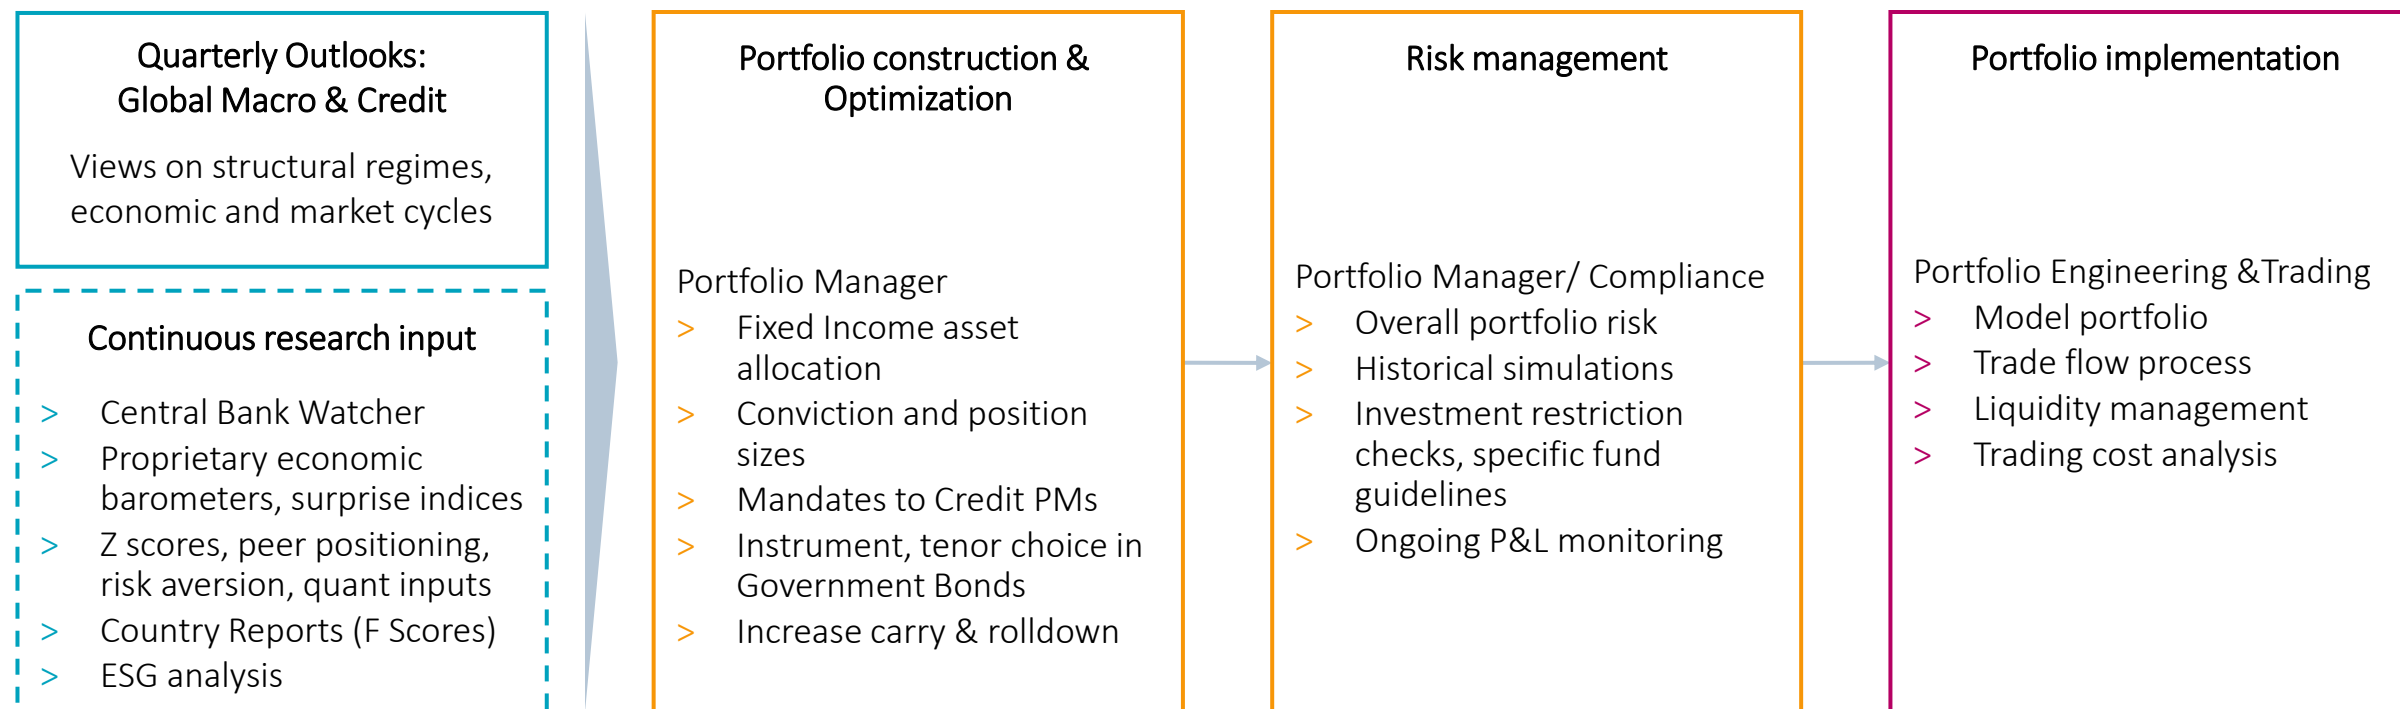 Quarterly Outlooks:
Global Macro & Credit
Views on structural regimes,
economic and market cycles
Continuous research input
> Central Bank Watcher
> Proprietary economic
barometers, surprise indices
> Z scores, peer positioning,
risk aversion, quant inputs
> Country Reports (F Scores)
> ESG analysis
Portfolio construction &
Optimization
Portfolio Manager
> Fixed Income asset
allocation
> Conviction and position
sizes
> Mandates to Credit PMs
> Instrument, tenor choice in
Government Bonds
> Increase carry & rolldown
Risk management
Portfolio Manager/ Compliance
> Overall portfolio risk
> Historical simulations
> Investment restriction
checks, specific fund
guidelines
> Ongoing P&L monitoring
Portfolio implementation
Portfolio Engineering &Trading
> Model portfolio
> Trade flow process
> Liquidity management
> Trading cost analysis